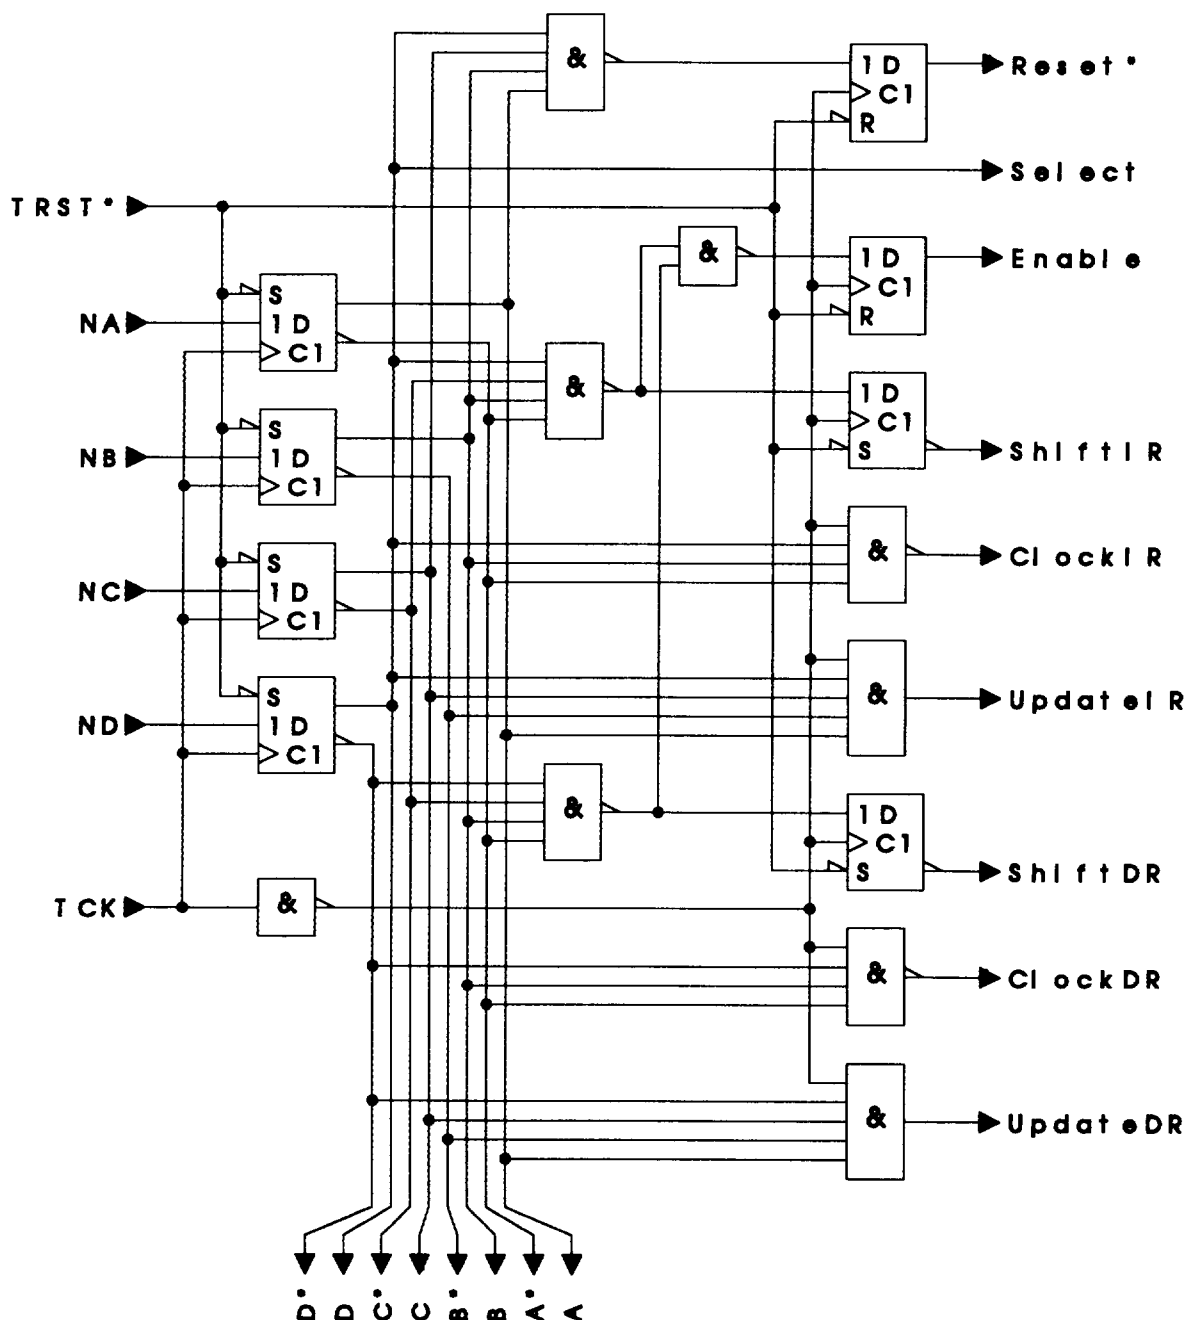 &
1D
C1
R
Reset*
Select
TRST*
&
1D
C1
R
Enable
NA
S
1D
C1
&
1D
C1
S
ShiftIR
NB
S
1D
C1
&
ClockIR
NC
S
1D
C1
&
UpdateIR
ND
S
1D
C1
&
1D
C1
S
ShiftDR
TCK
&
&
ClockDR
&
UpdateDR
D*
D
C*
C
B*
B
A*
A